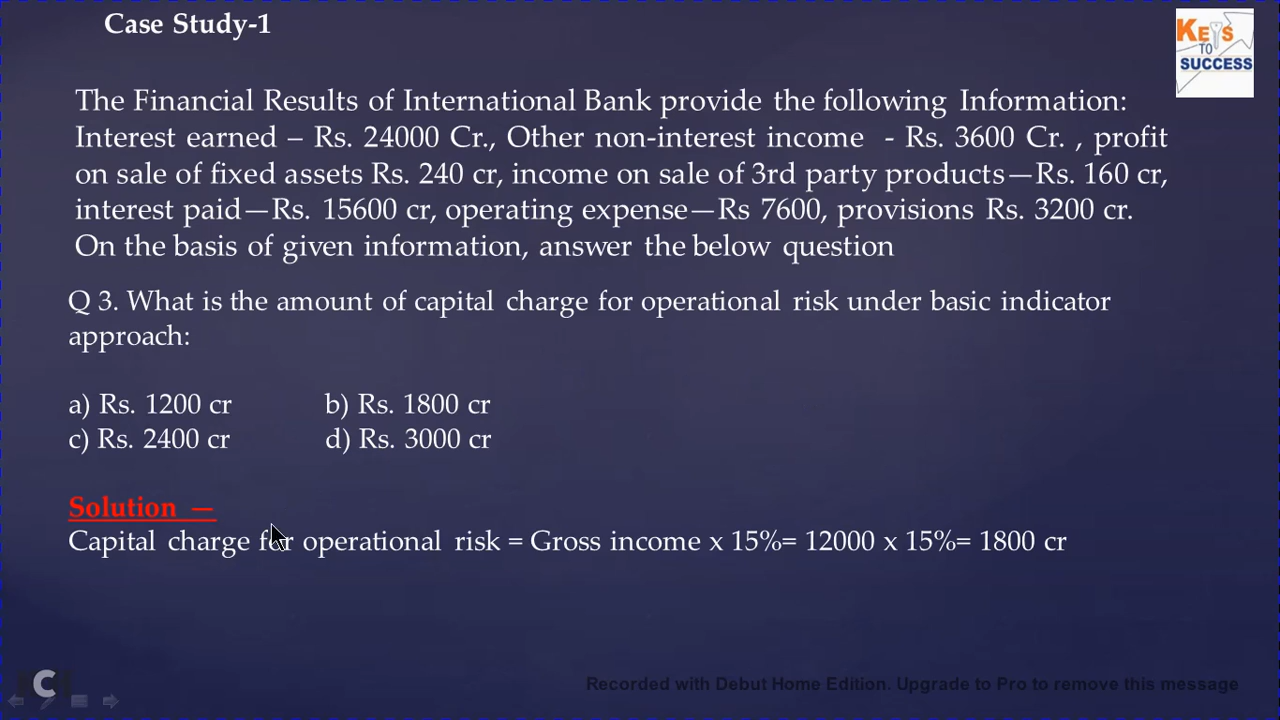 Case Study-1
KEYS
TO
SUCCESS
The Financial Results of International Bank provide the following Information:
Interest earned – Rs. 24000 Cr., Other non-interest income - Rs. 3600 Cr. , profit
on sale of fixed assets Rs. 240 cr, income on sale of 3rd party products—Rs. 160 cr,
interest paid—Rs. 15600 cr, operating expense—Rs 7600, provisions Rs. 3200 cr.
On the basis of given information, answer the below question
Q 3. What is the amount of capital charge for operational risk under basic indicator
approach:
a) Rs. 1200 cr b) Rs. 1800 cr
c) Rs. 2400 cr d) Rs. 3000 cr
Solution —
Capital charge for operational risk = Gross income x 15%= 12000 x 15%= 1800 cr
C
Recorded with Debut Home Edition. Upgrade to Pro to remove this message